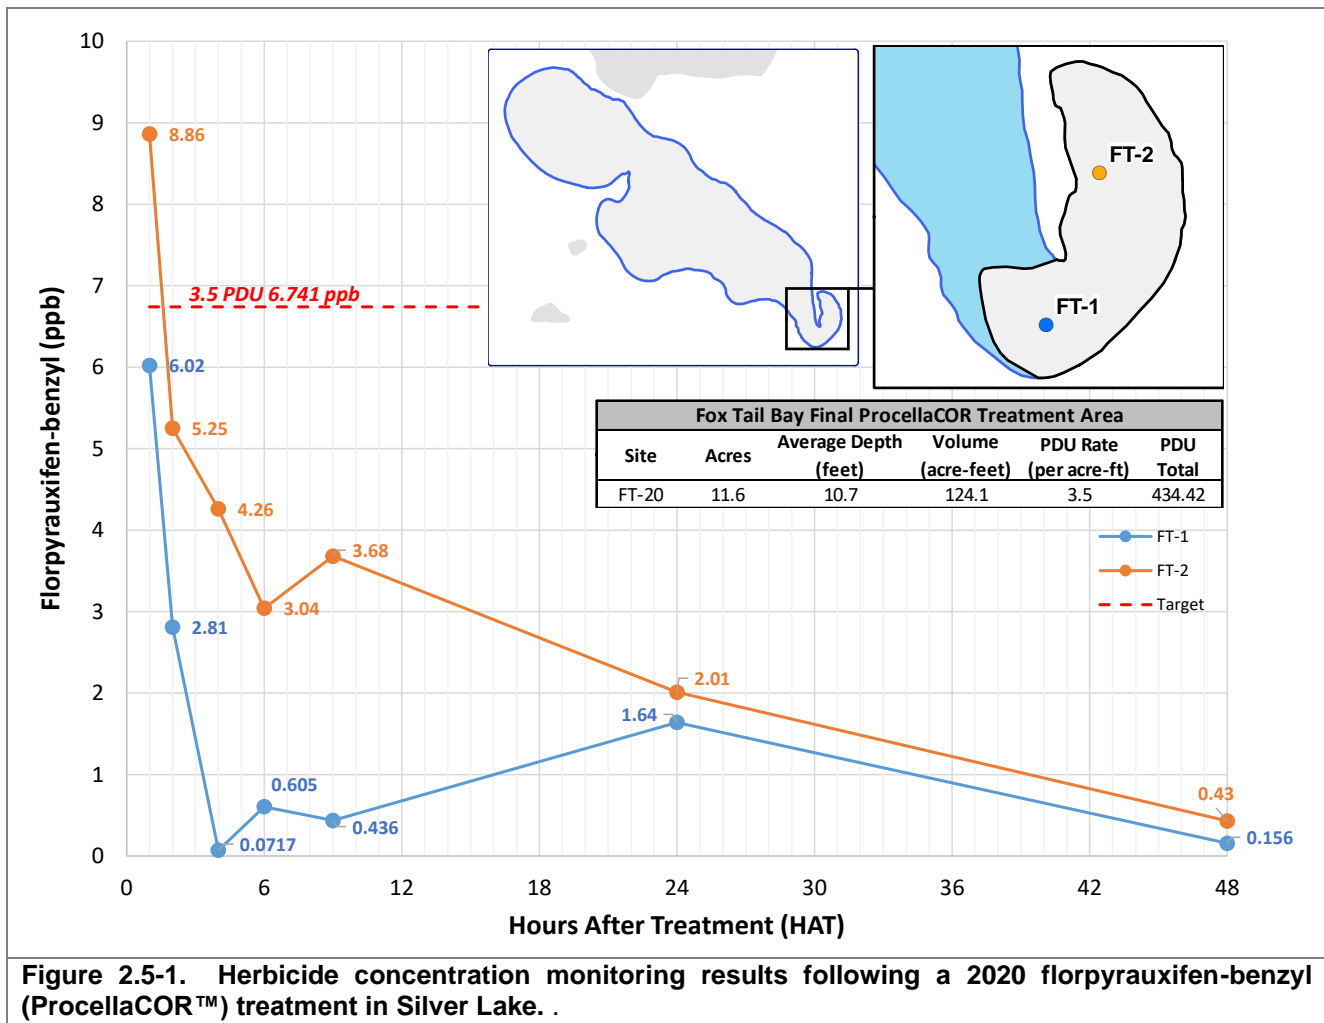 10
9
8
7
6
5
4
3
2
1
0
Florpyrauxifen-benzyl (ppb)
8.86
3.5 PDU 6.741 ppb
6.02
5.25
4.26
3.68
3.04
2.81
2.01
1.64
0.605
0.436
0.0717
0.43
0.156
FT-2
FT-1
Fox Tail Bay Final ProcellaCOR Treatment Area
Site Acres Average Depth (feet) Volume (acre-feet) PDU Rate (per acre-ft) PDU Total
FT-20 11.6 10.7 124.1 3.5 434.42
FT-1
FT-2
Target
0 6 12 18 24 30 36 42 48
Hours After Treatment (HAT)
Figure 2.5-1. Herbicide concentration monitoring results following a 2020 florpyrauxifen-benzyl
(ProcellaCOR™) treatment in Silver Lake. .